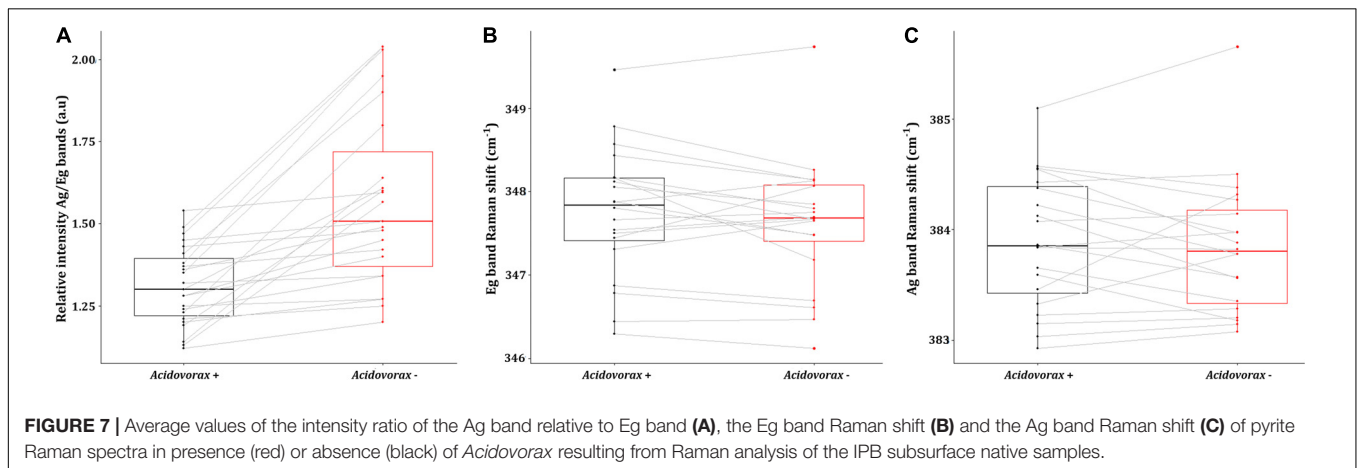 A
B
C
Relative intensity Ag/Eg bands (a.u)
2.00
1.75
1.50
1.25
Acidovorax +
Acidovorax -
Eg band Raman shift (cm⁻¹)
349
348
347
346
Acidovorax +
Acidovorax -
Ag band Raman shift (cm⁻¹)
385
384
383
Acidovorax +
Acidovorax -
FIGURE 7 | Average values of the intensity ratio of the Ag band relative to Eg band (A), the Eg band Raman shift (B) and the Ag band Raman shift (C) of pyrite
Raman spectra in presence (red) or absence (black) of Acidovorax resulting from Raman analysis of the IPB subsurface native samples.